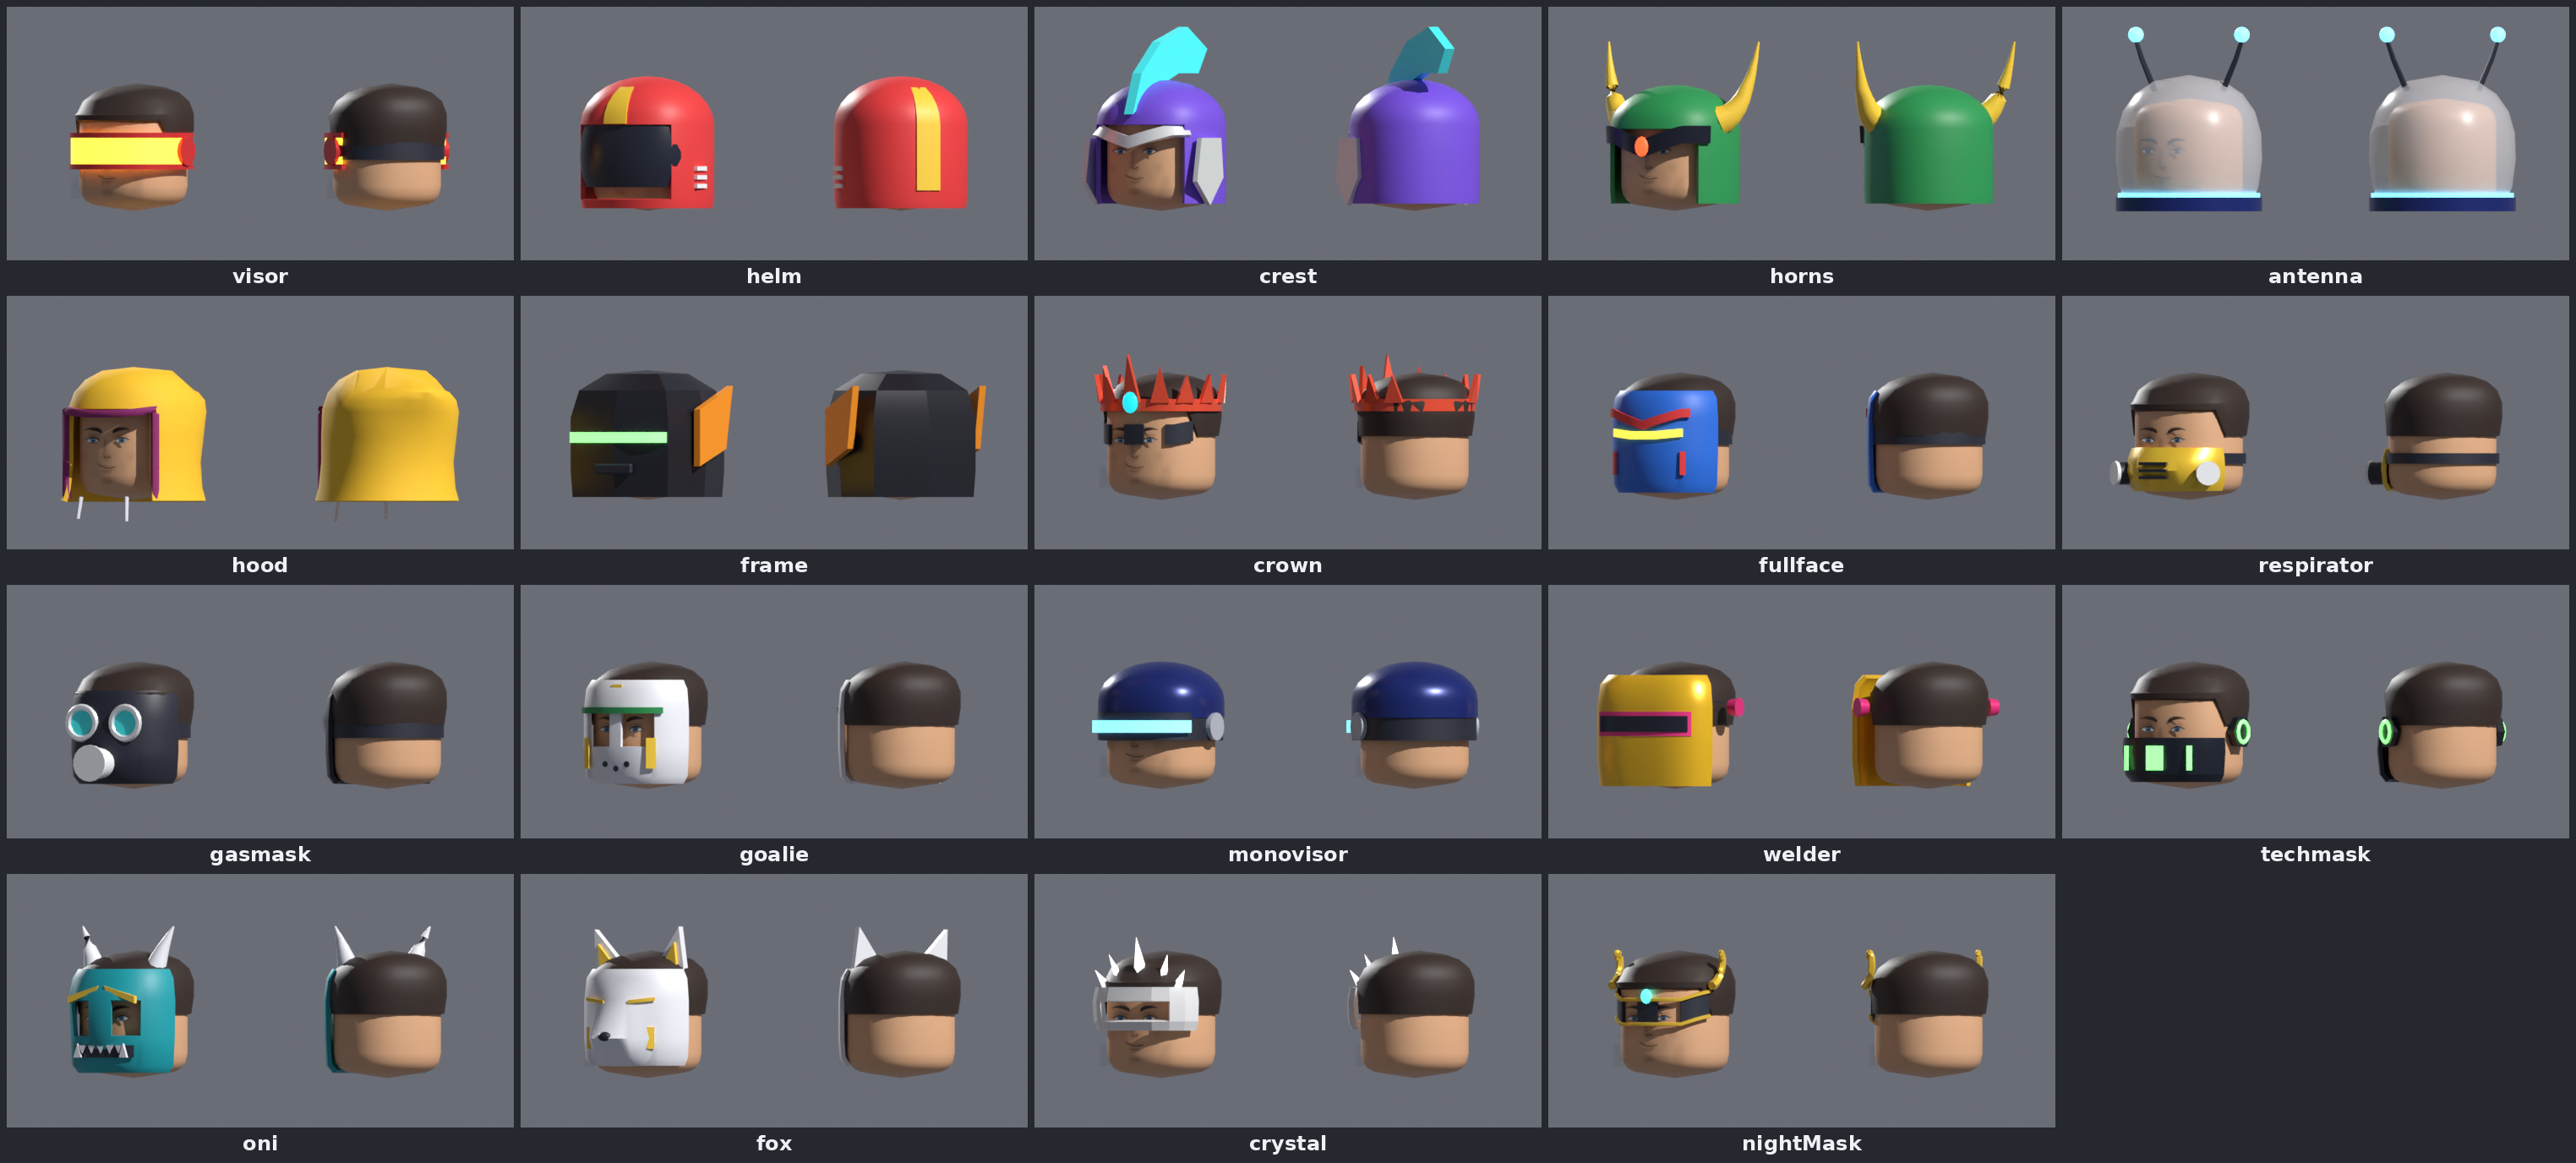 visor
helm
crest
horns
antenna
hood
frame
crown
fullface
respirator
gasmask
goalie
monovisor
welder
techmask
oni
fox
crystal
nightMask